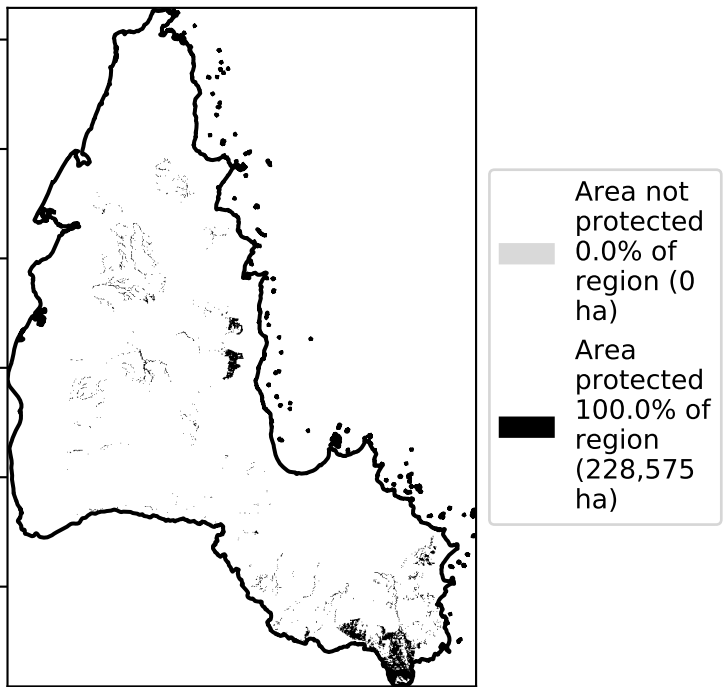 Area not
protected
0.0% of
region (0
ha)
Area
protected
100.0% of
region
(228,575
ha)